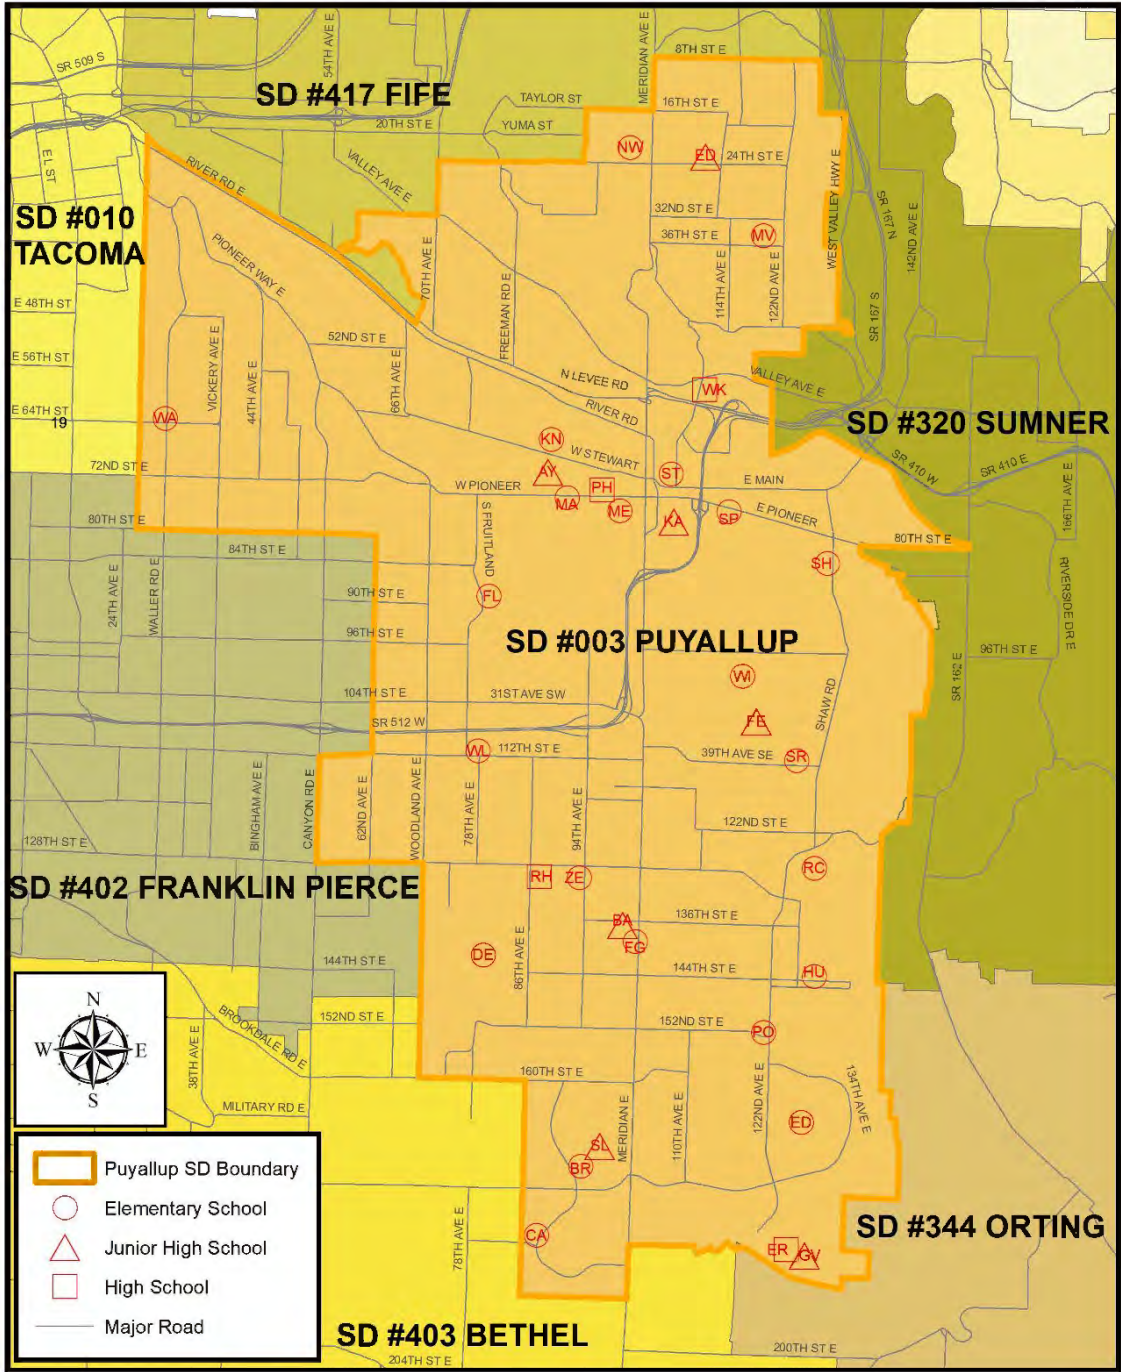 8TH ST E
SR 509 S
54TH AVE E
MERIDIAN AVE E
SD #417 FIFE
TAYLOR ST
16TH ST E
20TH ST E
YUMA ST
NW
ED
24TH ST E
EL ST
RIVER RD E
VALLEY AVE E
WEST VALLEY HWY E
SR 167 N
142ND AVE E
SD #010
TACOMA
32ND ST E
36TH ST E
MV
PIONEER WAY E
70TH AVE E
FREEMAN RD E
114TH AVE E
122ND AVE E
SR 167 S
E 48TH ST
52ND ST E
E 56TH ST
VICKERY AVE E
44TH AVE E
66TH AVE E
N LEVEE RD
RIVER RD
WK
VALLEY AVE E
E 64TH ST
19
WA
SD #320 SUMNER
KN
W STEWART
ST
SR 410 W
SR 410 E
72ND ST E
AY
W PIONEER
MA
PH
ME
E MAIN
KA
SP
E PIONEER
166TH AVE E
80TH ST E
S FRUITLAND
80TH ST E
84TH ST E
SH
24TH AVE E
WALLER RD E
90TH ST E
FL
RIVERSIDE DR E
98TH ST E
SD #003 PUYALLUP
SR 162 E
96TH ST E
WI
104TH ST E
31ST AVE SW
SHAW RD
SR 512 W
FE
WL
112TH ST E
39TH AVE SE
SR
BINGHAM AVE E
CANYON RD E
62ND AVE E
WOODLAND AVE E
78TH AVE E
94TH AVE E
122ND ST E
128TH ST E
RC
SD #402 FRANKLIN PIERCE
RH
ZE
BA
136TH ST E
FG
DE
86TH AVE E
144TH ST E
144TH ST E
HU
N
W E
S
152ND ST E
152ND ST E
PO
BROOKDALE RD E
38TH AVE E
160TH ST E
MERIDIAN E
110TH AVE E
122ND AVE E
134TH AVE E
MILITARY RD E
ED
SL
BR
Puyallup SD Boundary
Elementary School
Junior High School
High School
Major Road
78TH AVE E
CA
ER
GV
SD #344 ORTING
SD #403 BETHEL
204TH ST E
200TH ST E